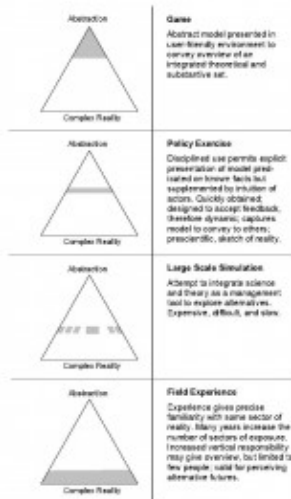 Abstraction
Complex Reality
Game
Abstract model presented in
user-friendly environment to
convey overview of an
integrated theoretical and
substantive set.
Abstraction
Complex Reality
Policy Exercise
Disciplined use permits explicit
presentation of model pred-
icated on known facts but
supplemented by intuition of
actors. Quickly obtained;
designed to accept feedback,
therefore dynamic; captures
model to convey to others;
prescientific, sketch of reality.
Abstraction
Complex Reality
Large Scale Simulation
Attempt to integrate science
and theory as a management
tool to explore alternatives.
Expensive, difficult, and slow.
Abstraction
Complex Reality
Field Experience
Experience gives precise
familiarity with some sector of
reality. Many years increase the
number of sectors of exposure.
Increased vertical responsibility
may give overview, but limited to
few people; valid for perceiving
alternative futures.